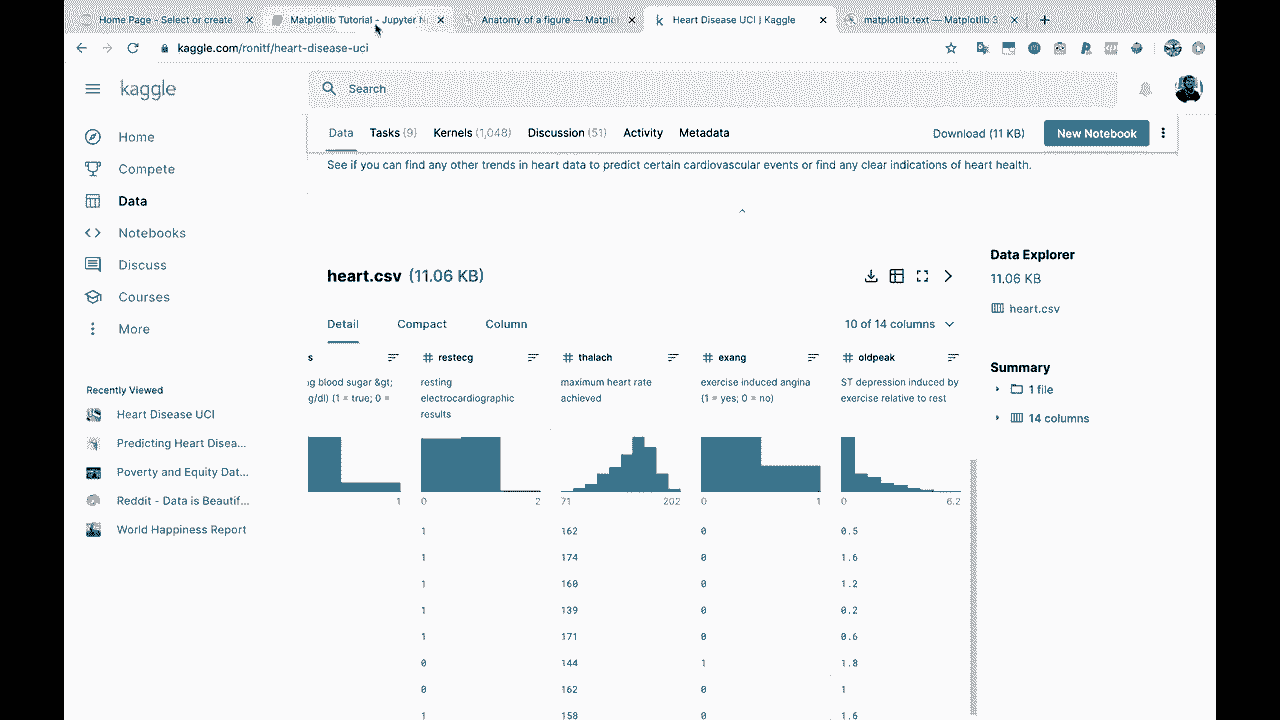 Home Page - Select or create
Matplotlib Tutorial - Jupyter N
Anatomy of a figure — Matplot
Heart Disease UCI | Kaggle
matplotlib.text — Matplotlib 3
kaggle.com/ronitf/heart-disease-uci
kaggle
Search
Data Tasks (9) Kernels (1,048) Discussion (51) Activity Metadata Download (11 KB) New Notebook
See if you can find any other trends in heart data to predict certain cardiovascular events or find any clear indications of heart health.
Home
Compete
Data
Notebooks
Discuss
Courses
More
Recently Viewed
Heart Disease UCI
Predicting Heart Disea...
Poverty and Equity Dat...
Reddit - Data is Beautif...
World Happiness Report
heart.csv (11.06 KB)
Detail Compact Column 10 of 14 columns
s # restecg # thalach # exang # oldpeak
g blood sugar &gt;
g/dl) (1 = true; 0 =
resting
electrocardiographic
results
maximum heart rate
achieved
exercise induced angina
(1 = yes; 0 = no)
ST depression induced by
exercise relative to rest
1 0 2 71 202 0 1 0 6.2
1 162 0 0.5
1 174 0 1.6
1 160 0 1.2
1 139 0 0.2
1 171 0 0.6
0 144 1 1.8
0 162 0 1
1 158 0 1.6
Data Explorer
11.06 KB
heart.csv
Summary
1 file
14 columns